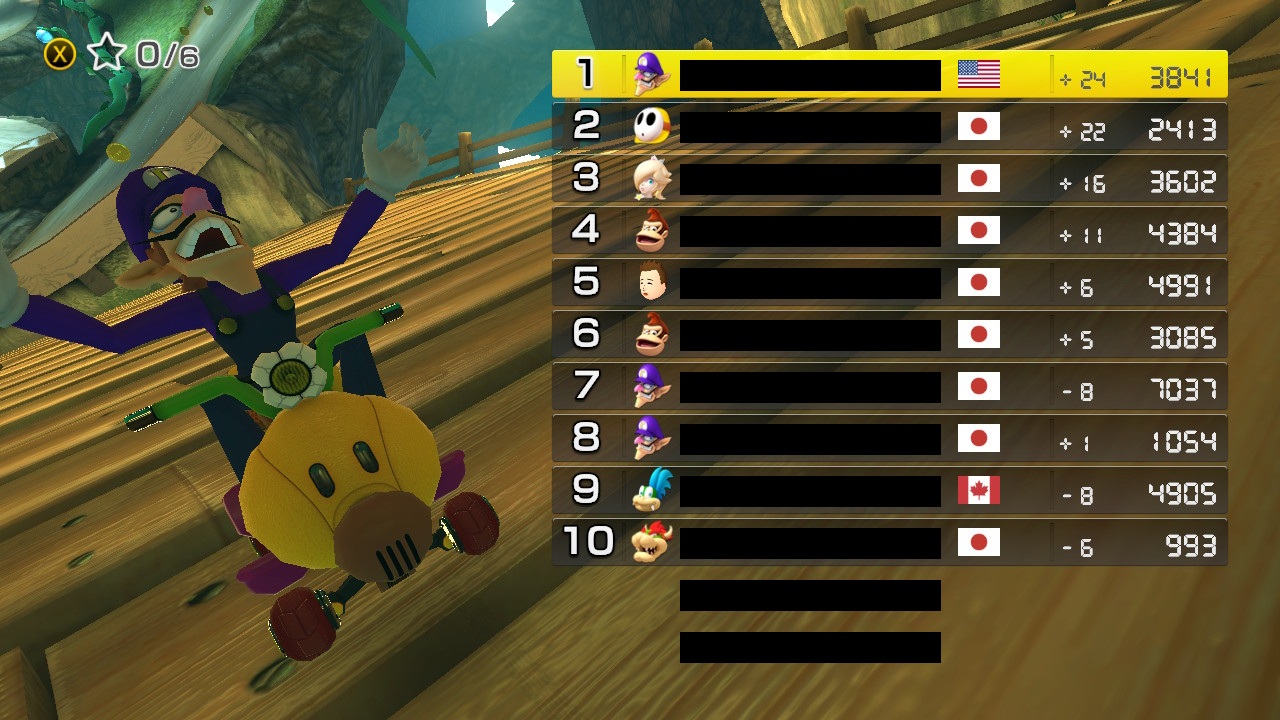 X 0/6
1 + 24 3841
2 + 22 2413
3 + 16 3602
4 + 11 4384
5 + 6 4991
6 + 5 3085
7 - 8 7037
8 + 1 1054
9 - 8 4905
10 - 6 993